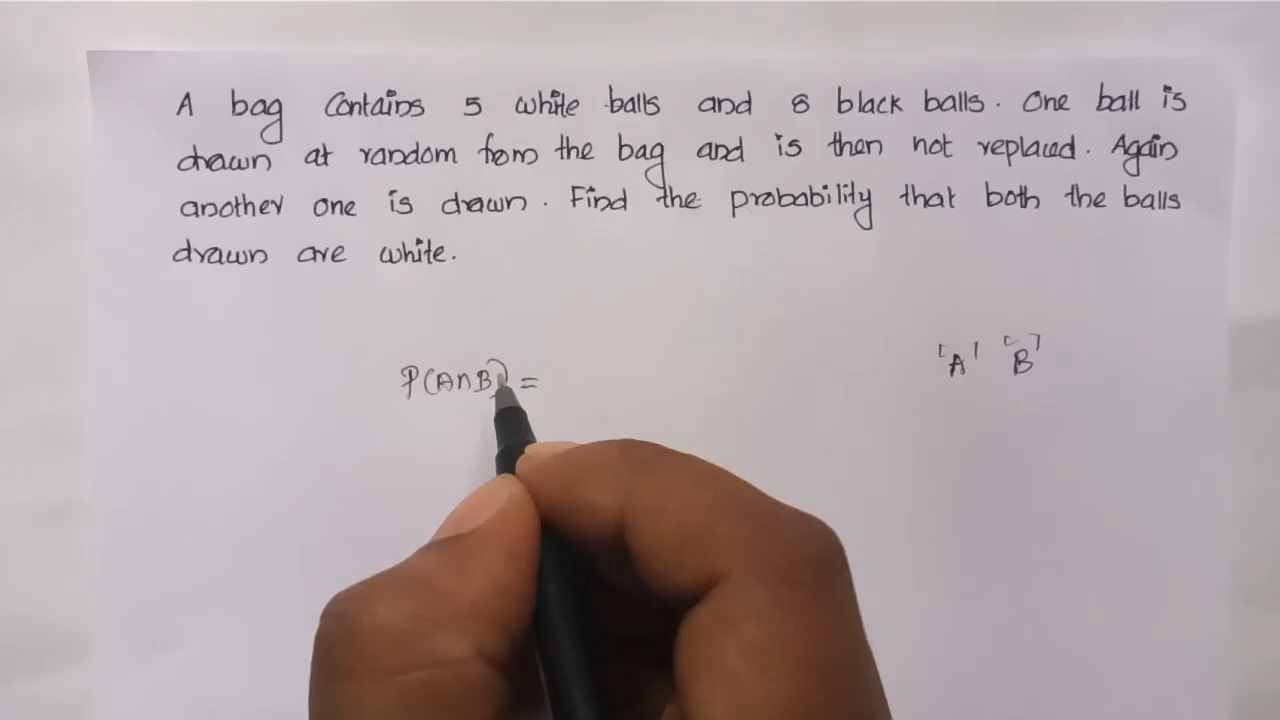 A bag Contains 5 white balls and 8 black balls. One ball is
drawn at random from the bag and is then not replaced. Again
another one is drawn. Find the probability that both the balls
drawn are white.
P(A∩B) =
A B